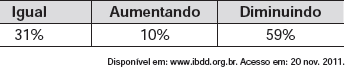 Igual Aumentando Diminuindo
31% 10% 59%
Disponível em: www.ibdd.org.br. Acesso em: 20 nov. 2011.